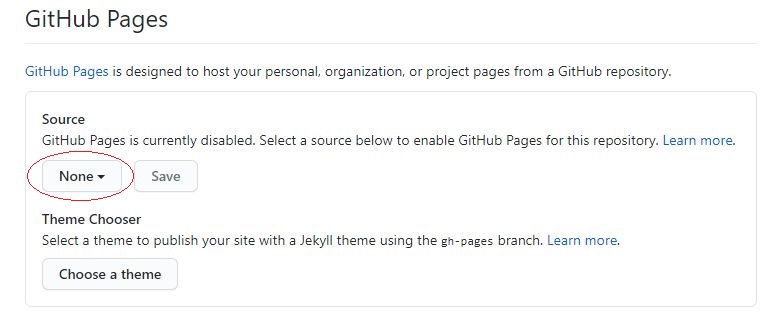 GitHub Pages
GitHub Pages is designed to host your personal, organization, or project pages from a GitHub repository.
Source
GitHub Pages is currently disabled. Select a source below to enable GitHub Pages for this repository. Learn more.
None Save
Theme Chooser
Select a theme to publish your site with a Jekyll theme using the gh-pages branch. Learn more.
Choose a theme